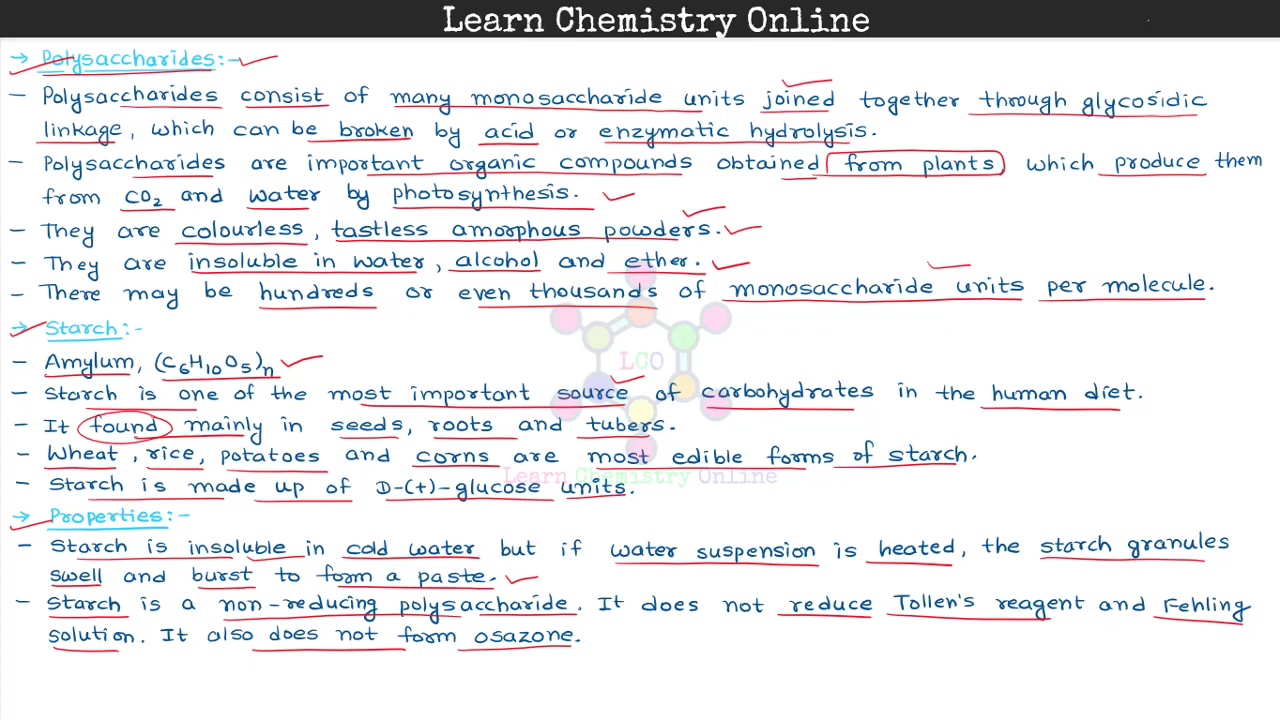 Learn Chemistry Online
→ Polysaccharides:-
- Polysaccharides consist of many monosaccharide units joined together through glycosidic
linkage, which can be broken by acid or enzymatic hydrolysis.
- Polysaccharides are important organic compounds obtained from plants which produce them
from CO₂ and water by photosynthesis.
- They are colourless, tastless amorphous powders.
- They are insoluble in water, alcohol and ether.
- There may be hundreds or even thousands of monosaccharide units per molecule.
→ Starch:-
- Amylum, (C₆H₁₀O₅)n
LCO
- Starch is one of the most important source of carbohydrates in the human diet.
- It found mainly in seeds, roots and tubers.
- Wheat, rice, potatoes and corns are most edible forms of starch.
Learn Chemistry Online
- Starch is made up of D-(+)-glucose units.
→ Properties:-
- Starch is insoluble in cold water but if water suspension is heated, the starch granules
swell and burst to form a paste.
- Starch is a non-reducing polysaccharide. It does not reduce Tollen's reagent and Fehling
solution. It also does not form osazone.